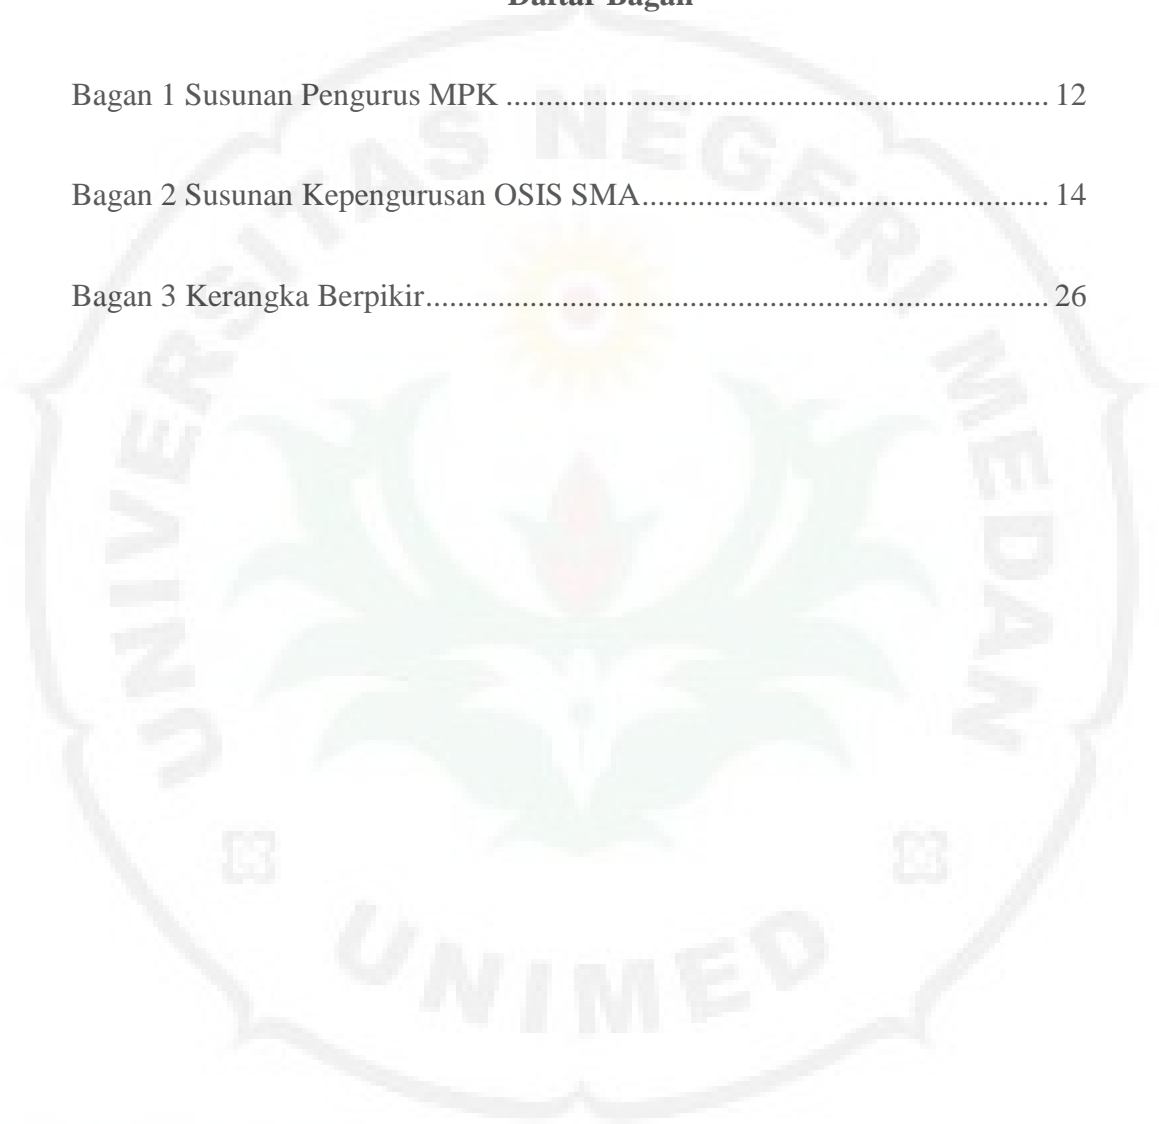 Daftar Bagan
Bagan 1 Susunan Pengurus MPK ................................................................... 12
Bagan 2 Susunan Kepengurusan OSIS SMA.................................................. 14
Bagan 3 Kerangka Berpikir............................................................................. 26
UNIVERSITAS NEGERI MEDAN
UNIMED